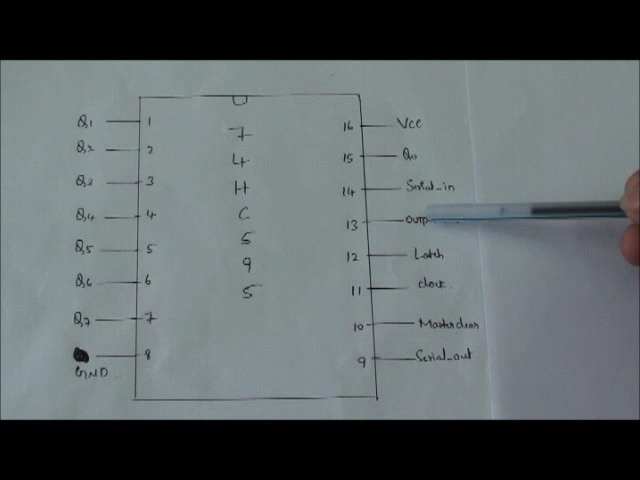 Q1 1
Q2 2
Q3 3
Q4 4
Q5 5
Q6 6
Q7 7
8
GND
7
4
H
C
5
9
5
16 Vcc
15 Q0
14 Serial_in
13
12 Latch
11 clock
10 Master clear
9 Serial_out